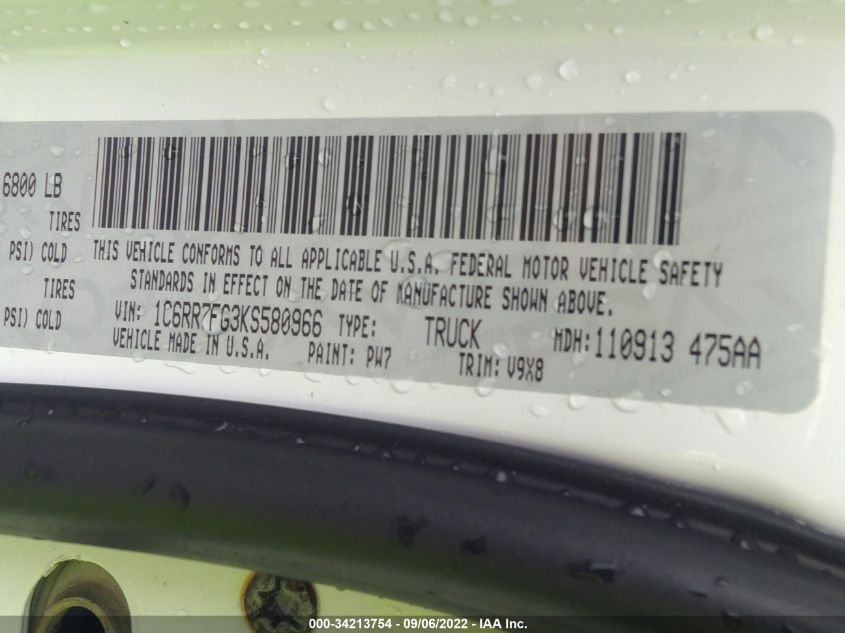 6800 LB
TIRES
PSI) COLD
THIS VEHICLE CONFORMS TO ALL APPLICABLE U.S.A. FEDERAL MOTOR VEHICLE SAFETY
TIRES
STANDARDS IN EFFECT ON THE DATE OF MANUFACTURE SHOWN ABOVE.
PSI) COLD
VIN: 1C6RR7FG3KS580966 TYPE: TRUCK MDH:110913 475AA
VEHICLE MADE IN U.S.A. PAINT: PW7 TRIM: V9X8
000-34213754 - 09/06/2022 - IAA Inc.